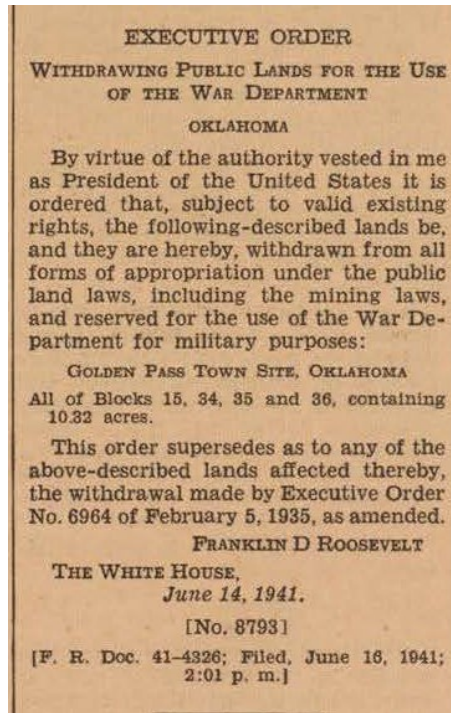 EXECUTIVE ORDER
WITHDRAWING PUBLIC LANDS FOR THE USE
OF THE WAR DEPARTMENT
OKLAHOMA
By virtue of the authority vested in me
as President of the United States it is
ordered that, subject to valid existing
rights, the following-described lands be,
and they are hereby, withdrawn from all
forms of appropriation under the public
land laws, including the mining laws,
and reserved for the use of the War De-
partment for military purposes:
GOLDEN PASS TOWN SITE, OKLAHOMA
All of Blocks 15, 34, 35 and 36, containing
10.32 acres.
This order supersedes as to any of the
above-described lands affected thereby,
the withdrawal made by Executive Order
No. 6964 of February 5, 1935, as amended.
FRANKLIN D ROOSEVELT
THE WHITE HOUSE,
June 14, 1941.
[No. 8793]
[F. R. Doc. 41-4326; Filed, June 16, 1941;
2:01 p. m.]